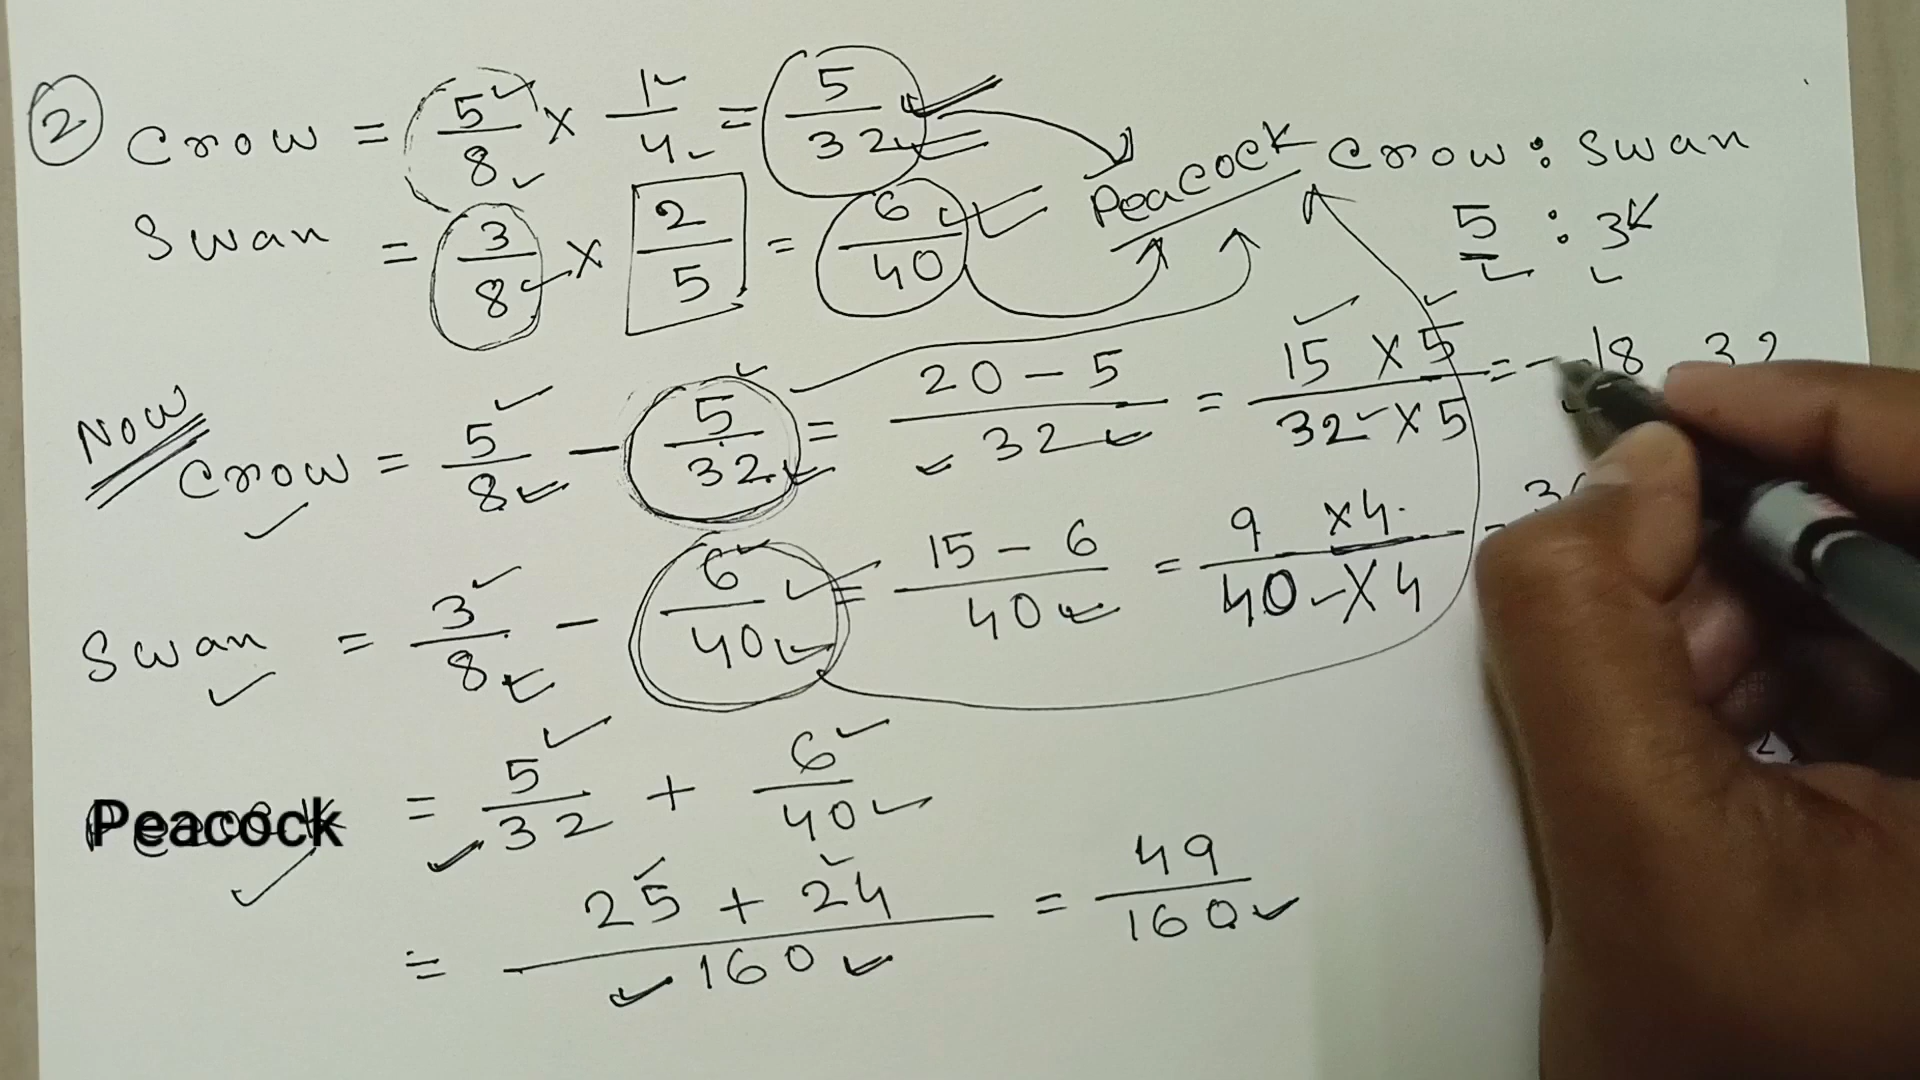 ② Crow = 5/8 × 1/4 = 5/32
Peacock Crow : Swan
Swan = 3/8 × 2/5 = 6/40
5 : 3
Now
Crow = 5/8 - 5/32 = 20 - 5/32 = 15 × 5/32 × 5 =
Swan = 3/8 - 6/40 = 15 - 6/40 = 9 × 4/40 × 4 =
Peacock = 5/32 + 6/40
= 25 + 24/160 = 49/160